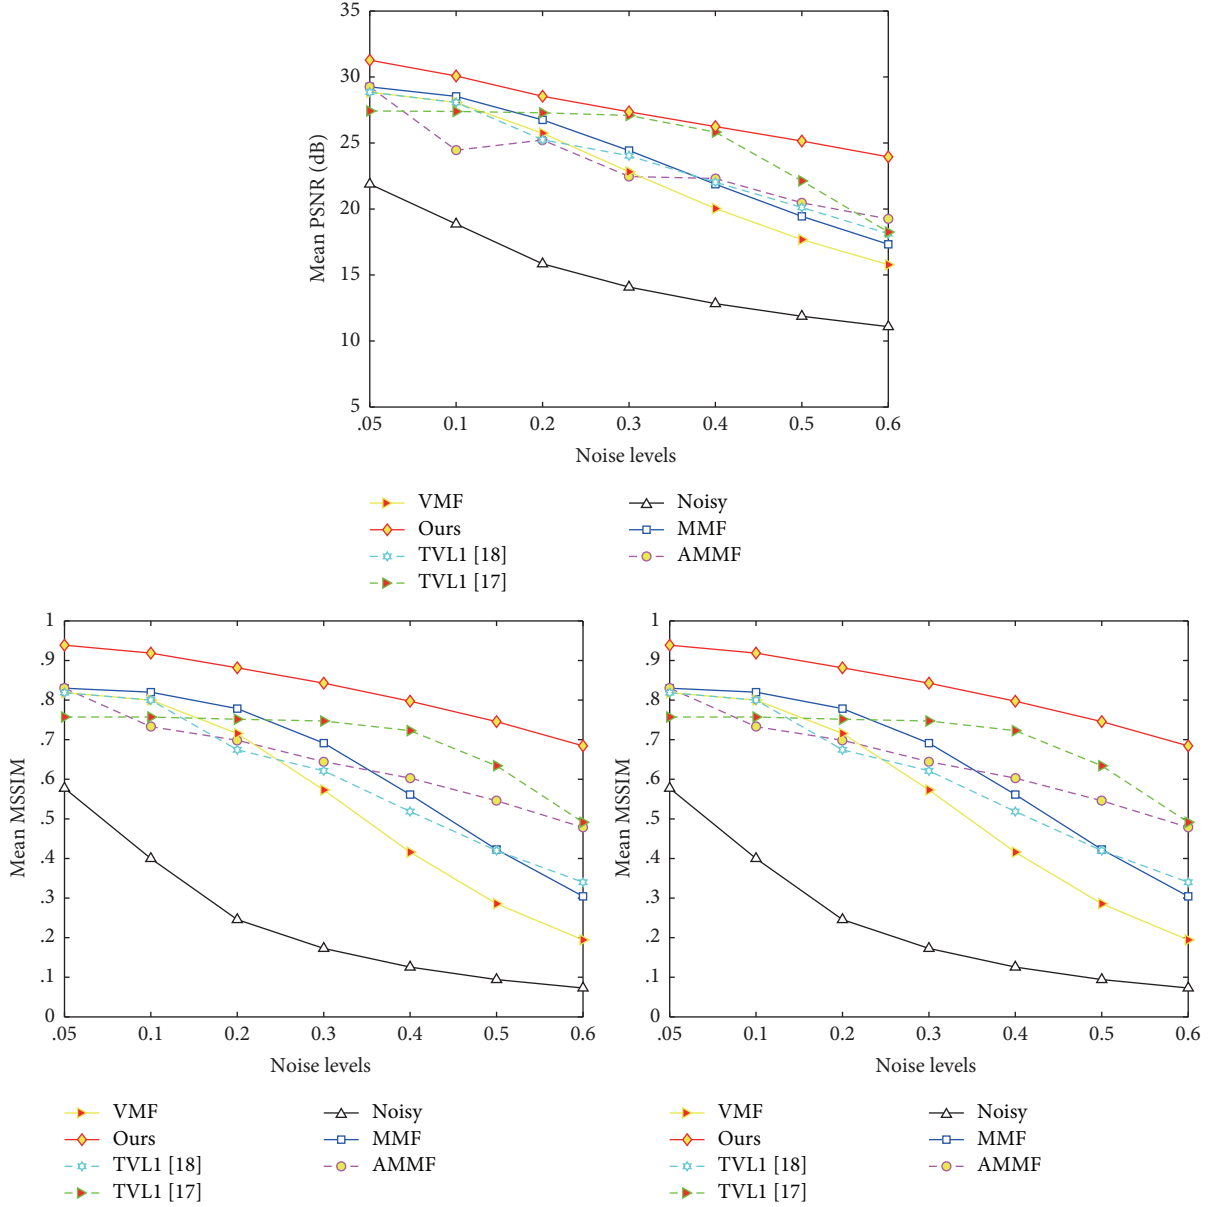 35
30
25
20
15
10
5
Mean PSNR (dB)
.05 0.1 0.2 0.3 0.4 0.5 0.6
Noise levels
VMF
Ours
TVL1 [18]
TVL1 [17]
Noisy
MMF
AMMF
1
.9
.8
.7
.6
.5
.4
.3
.2
.1
0
Mean MSSIM
.05 0.1 0.2 0.3 0.4 0.5 0.6
Noise levels
VMF
Ours
TVL1 [18]
TVL1 [17]
Noisy
MMF
AMMF
1
.9
.8
.7
.6
.5
.4
.3
.2
.1
0
Mean MSSIM
.05 0.1 0.2 0.3 0.4 0.5 0.6
Noise levels
VMF
Ours
TVL1 [18]
TVL1 [17]
Noisy
MMF
AMMF